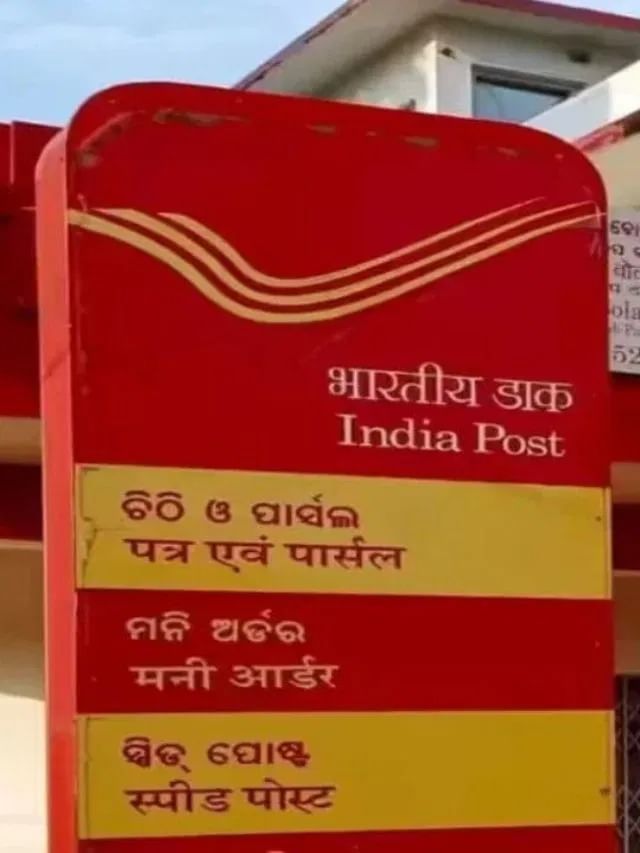 भारतीय डाक
India Post
ଚିଠି ଓ ପାର୍ସଲ
पत्र एवं पार्सल
ମନି ଅର୍ଡର
मनी आर्डर
ସ୍ପିଡ୍ ପୋଷ୍ଟ
स्पीड पोस्ट